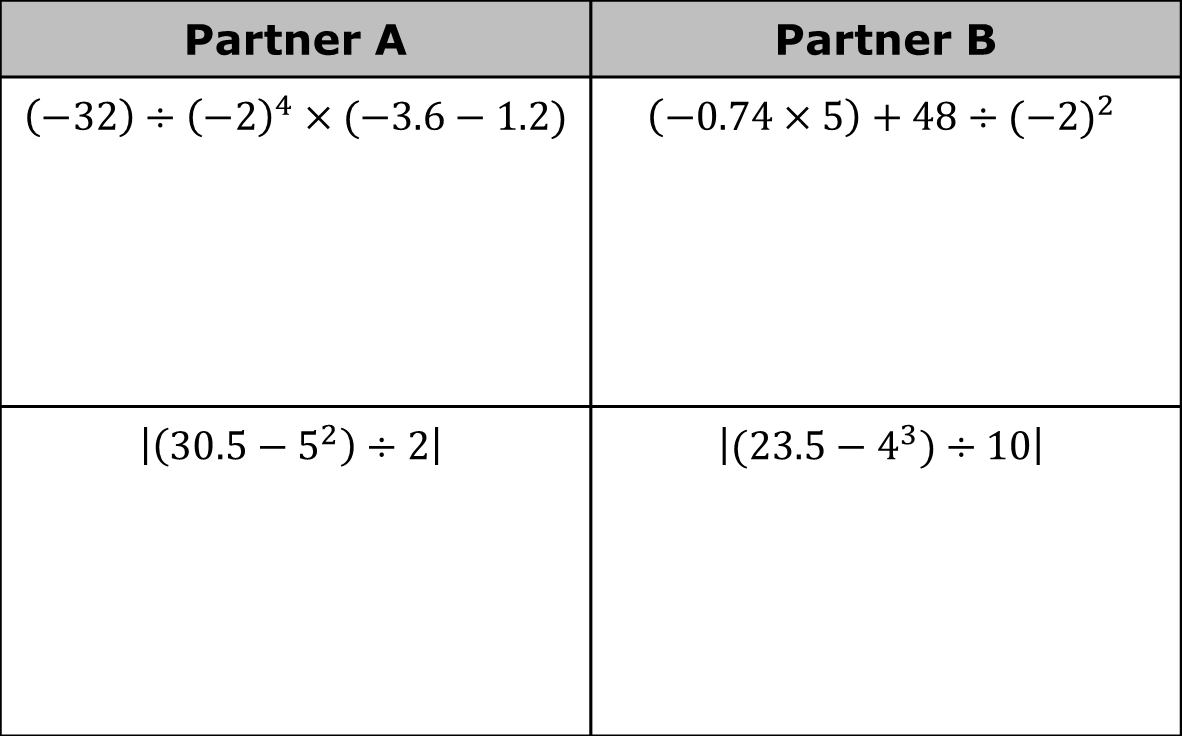 Partner A Partner B
(−32) ÷ (−2)⁴ × (−3.6 − 1.2) (−0.74 × 5) + 48 ÷ (−2)²
|(30.5 − 5²) ÷ 2| |(23.5 − 4³) ÷ 10|